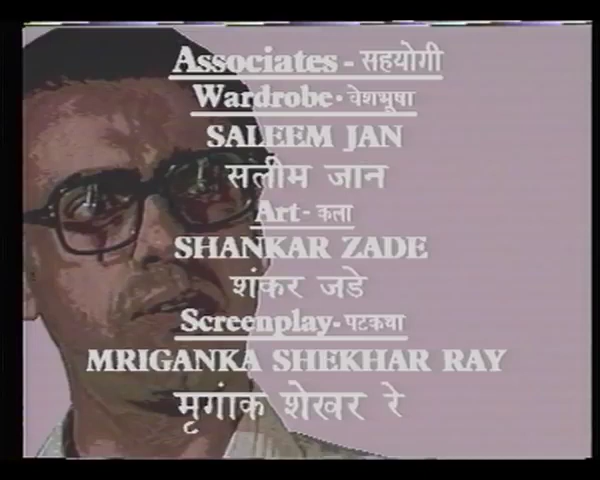 Associates - सहयोगी
Wardrobe - वेशभूषा
SALEEM JAN
सलीम जान
Art - कला
SHANKAR ZADE
शंकर जडे
Screenplay - पटकथा
MRIGANKA SHEKHAR RAY
मृगांक शेखर रे